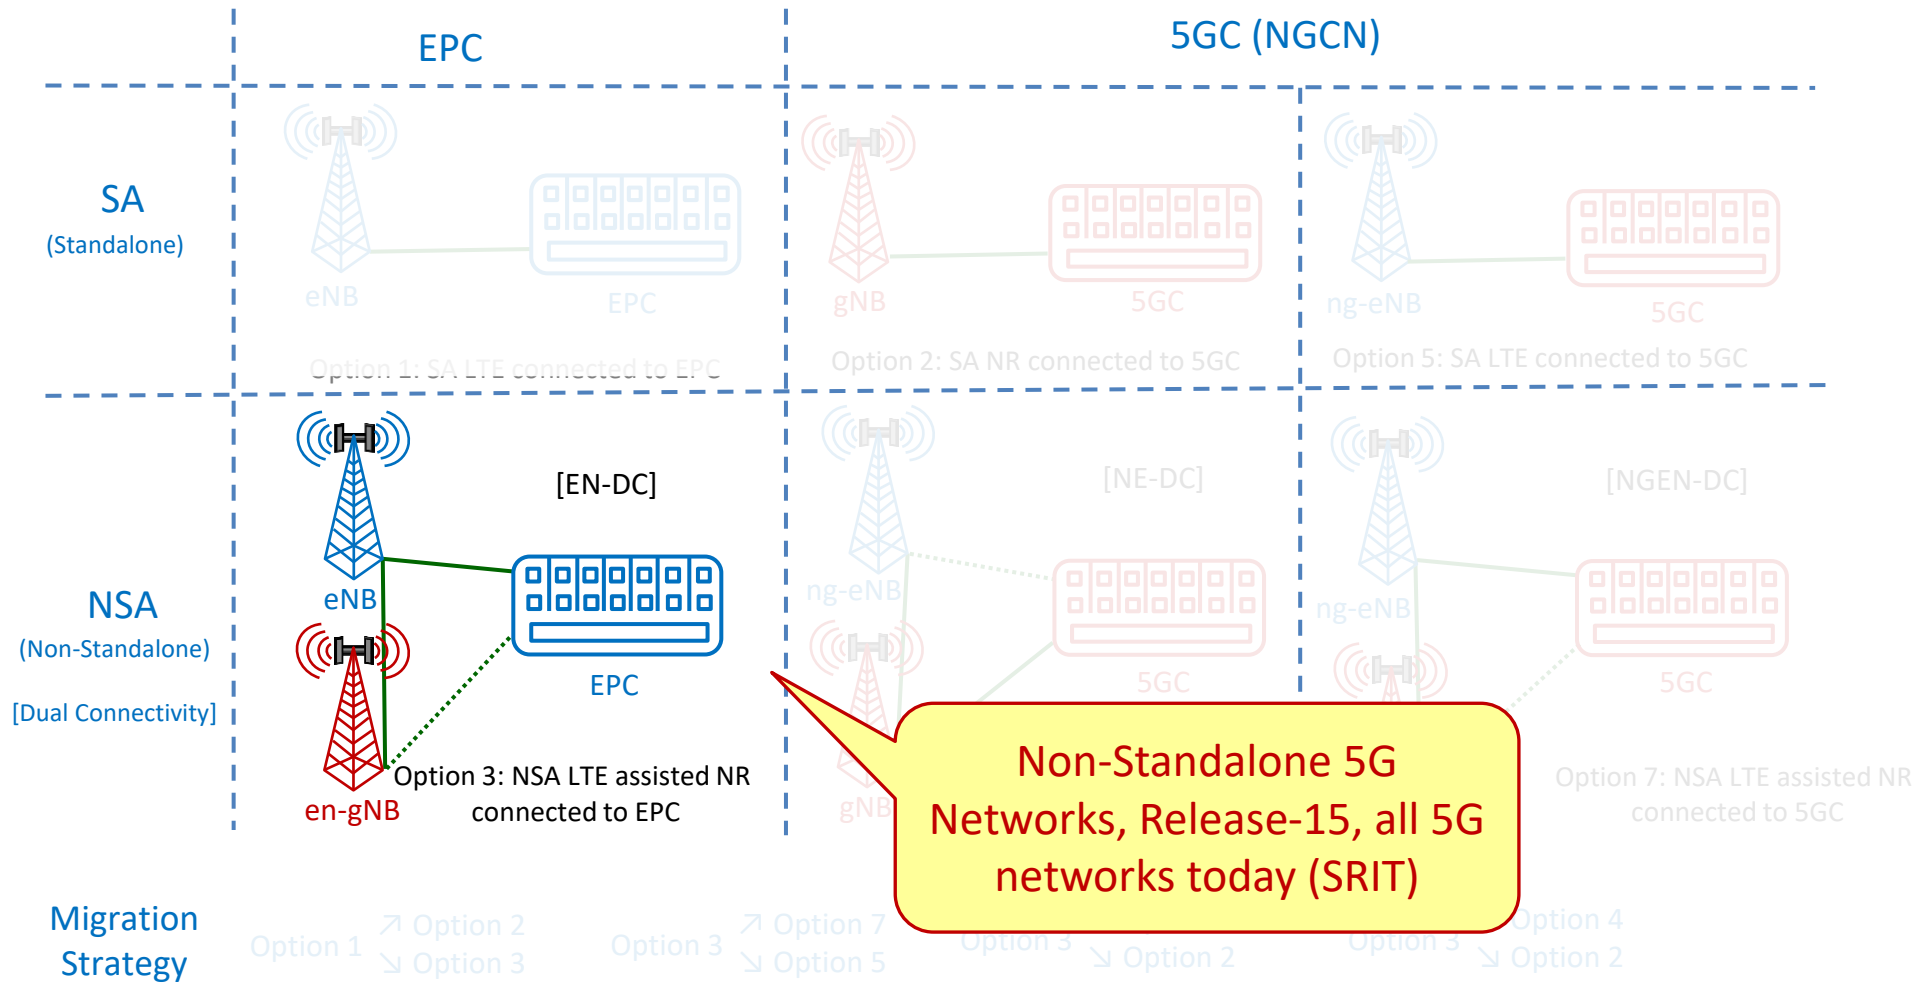 EPC
5GC (NGCN)
SA
(Standalone)
eNB
EPC
Option 1: SA LTE connected to EPC
gNB
5GC
Option 2: SA NR connected to 5GC
ng-eNB
5GC
Option 5: SA LTE connected to 5GC
NSA
(Non-Standalone)
[Dual Connectivity]
[EN-DC]
eNB
EPC
en-gNB
Option 3: NSA LTE assisted NR
connected to EPC
[NE-DC]
ng-eNB
5GC
gNB
[NGEN-DC]
ng-eNB
5GC
Option 7: NSA LTE assisted NR
connected to 5GC
Non-Standalone 5G
Networks, Release-15, all 5G
networks today (SRIT)
Migration
Strategy
Option 1
↗ Option 2
↘ Option 3
Option 3
↗ Option 7
↘ Option 5
Option 3
↘ Option 2
Option 3
Option 4
↘ Option 2